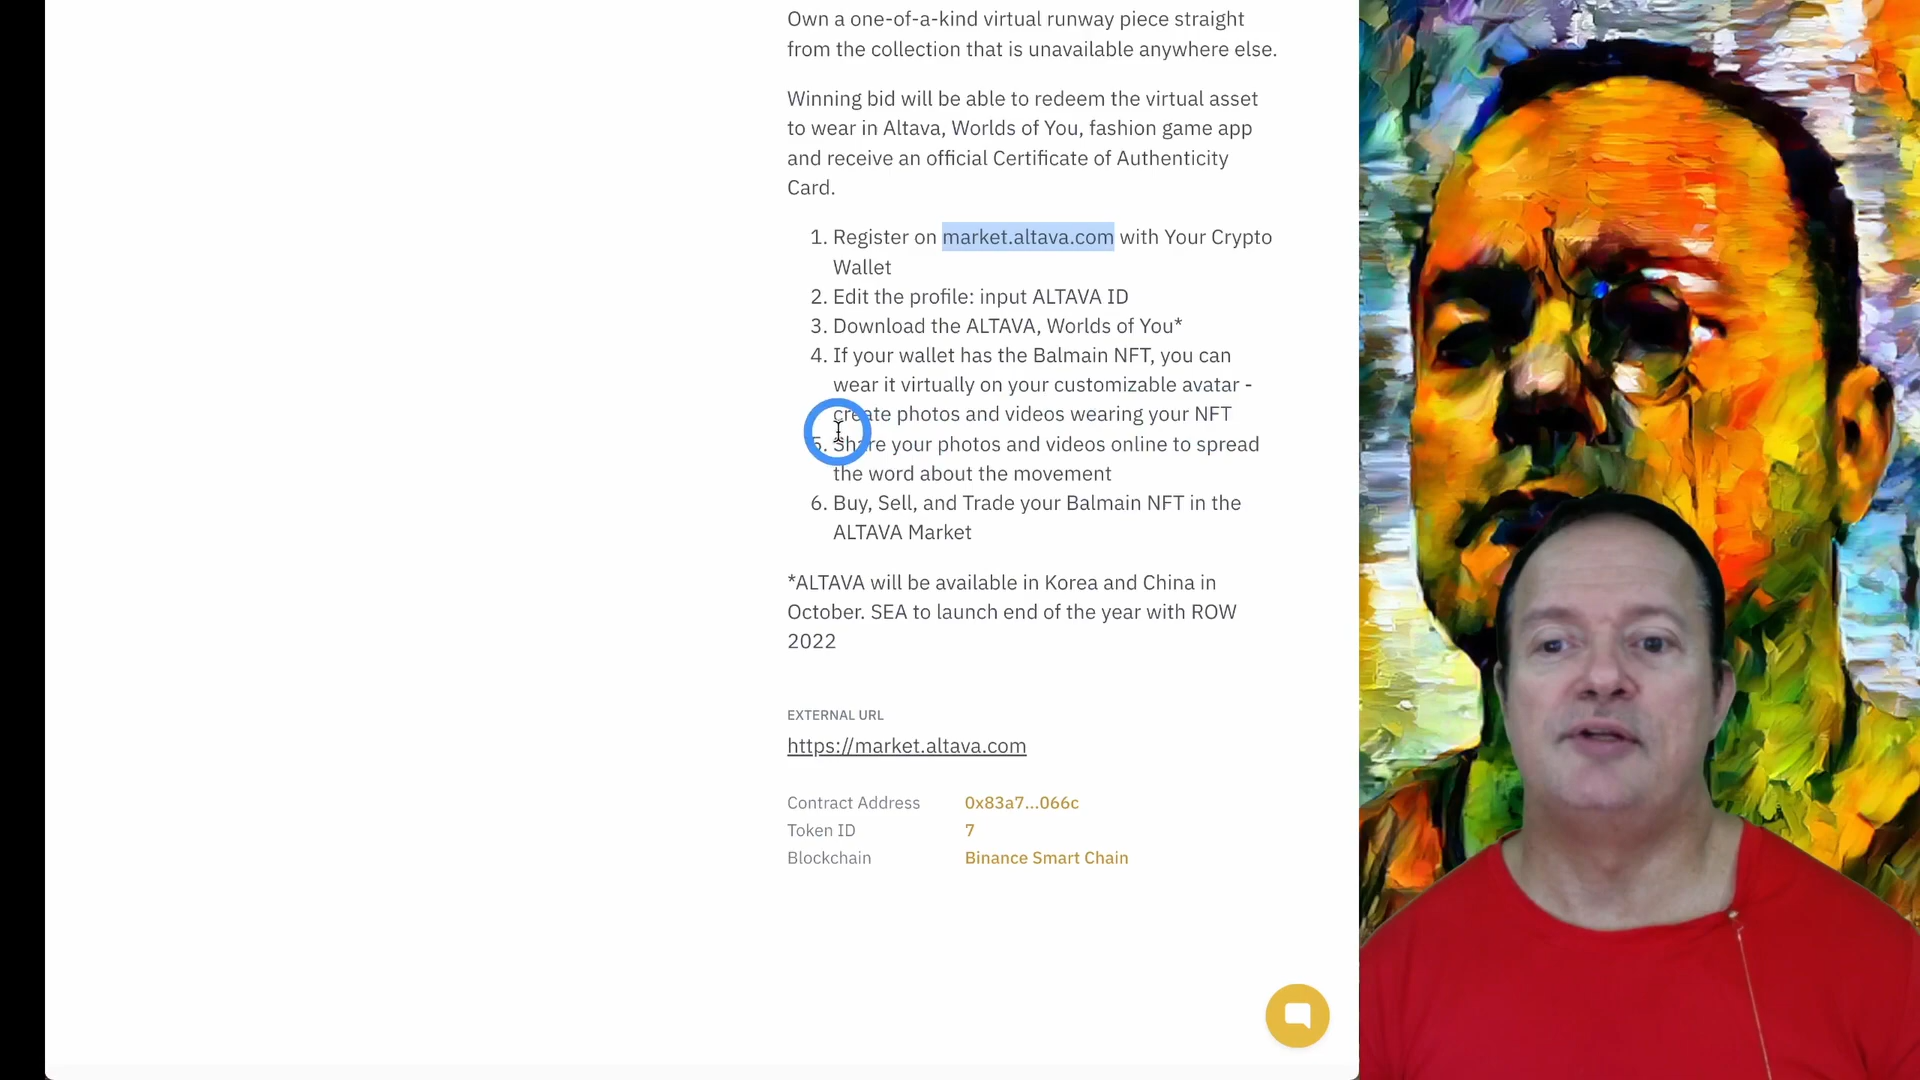 Own a one-of-a-kind virtual runway piece straight
from the collection that is unavailable anywhere else.
Winning bid will be able to redeem the virtual asset
to wear in Altava, Worlds of You, fashion game app
and receive an official Certificate of Authenticity
Card.
1. Register on market.altava.com with Your Crypto
Wallet
2. Edit the profile: input ALTAVA ID
3. Download the ALTAVA, Worlds of You*
4. If your wallet has the Balmain NFT, you can
wear it virtually on your customizable avatar -
create photos and videos wearing your NFT
5. Share your photos and videos online to spread
the word about the movement
6. Buy, Sell, and Trade your Balmain NFT in the
ALTAVA Market
*ALTAVA will be available in Korea and China in
October. SEA to launch end of the year with ROW
2022
EXTERNAL URL
https://market.altava.com
Contract Address 0x83a7...066c
Token ID 7
Blockchain Binance Smart Chain